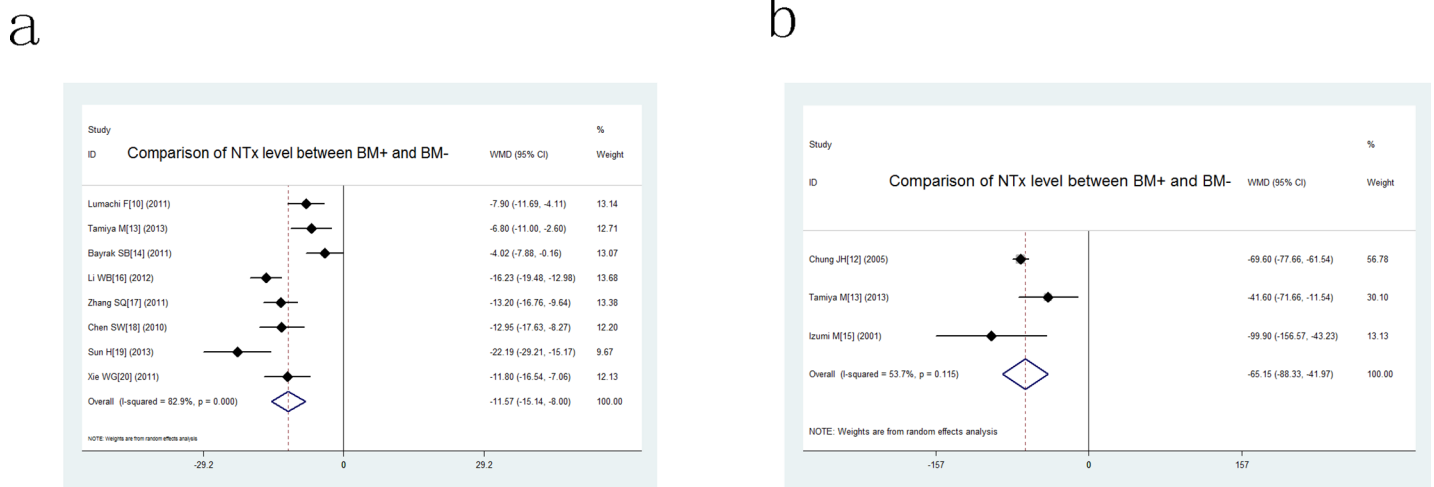 a
Study
%
ID Comparison of NTx level between BM+ and BM- WMD (95% CI) Weight
Lumachi F[10] (2011) -7.90 (-11.69, -4.11) 13.14
Tamiya M[13] (2013) -6.80 (-11.00, -2.60) 12.71
Bayrak SB[14] (2011) -4.02 (-7.88, -0.16) 13.07
Li WB[16] (2012) -16.23 (-19.48, -12.98) 13.68
Zhang SQ[17] (2011) -13.20 (-16.76, -9.64) 13.38
Chen SW[18] (2010) -12.95 (-17.63, -8.27) 12.20
Sun H[19] (2013) -22.19 (-29.21, -15.17) 9.67
Xie WG[20] (2011) -11.80 (-16.54, -7.06) 12.13
Overall (I-squared = 82.9%, p = 0.000) -11.57 (-15.14, -8.00) 100.00
NOTE: Weights are from random effects analysis
-29.2 0 29.2
b
Study
%
ID Comparison of NTx level between BM+ and BM- WMD (95% CI) Weight
Chung JH[12] (2005) -69.60 (-77.66, -61.54) 56.78
Tamiya M[13] (2013) -41.60 (-71.66, -11.54) 30.10
Izumi M[15] (2001) -99.90 (-156.57, -43.23) 13.13
Overall (I-squared = 53.7%, p = 0.115) -65.15 (-88.33, -41.97) 100.00
NOTE: Weights are from random effects analysis
-157 0 157